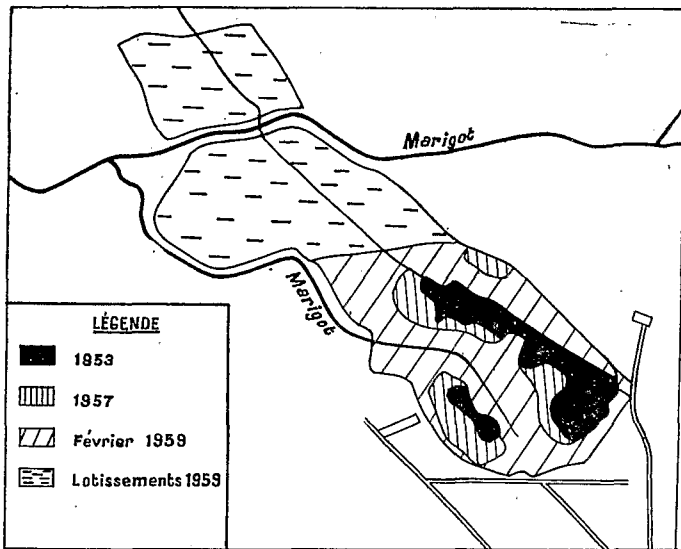 Marigot
Marigot
LÉGENDE
1953
1957
Février 1959
Lotissements 1959